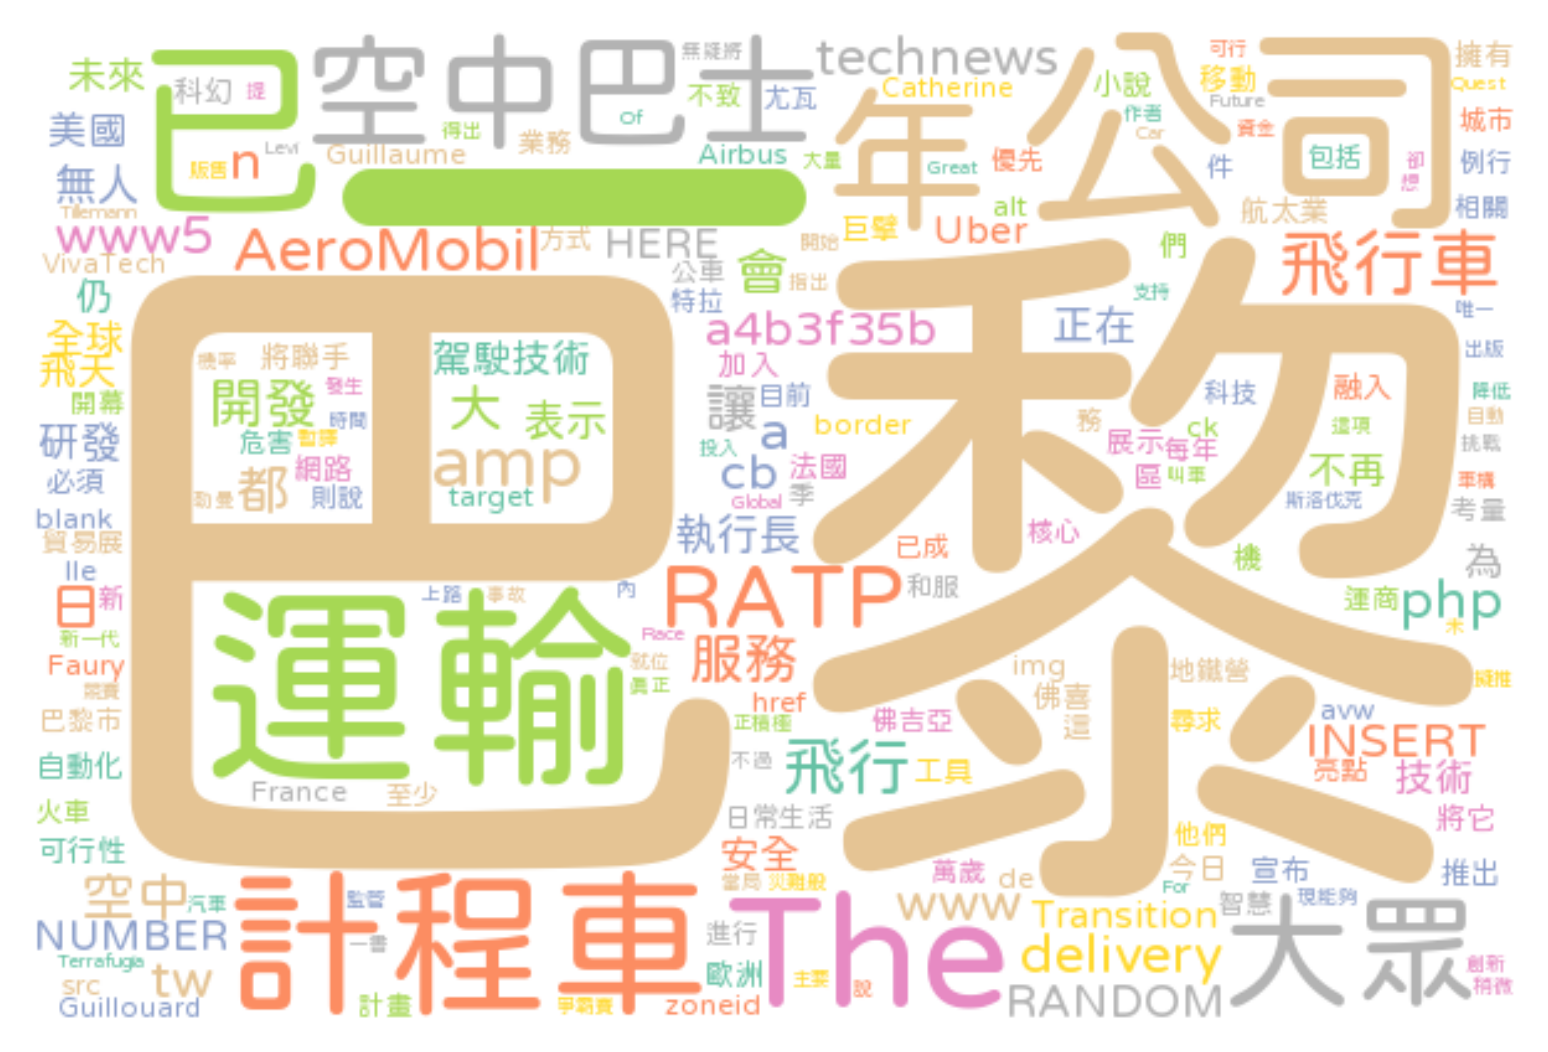 未來
科幻
提
已
空中巴士
無疑將
technews
公司
可行
移動
擁有
Quest
美國
販售
n
Levi
得出
業務
Of
不致
尤瓦
Catherine
小說
作者
Car
Future
資金
城市
無人
Tillemann
Guillaume
Airbus
大量
年
Great
優先
件
包括
卻
想
例行
一
alt
航太業
相關
www5
VivaTech
AeroMobil
方式
HERE
開始
巨擘
Uber
們
飛行車
仍
公車
特拉
會
指出
支持
唯一
全球
飛天
巴黎
機率
將聯手
駕駛技術
a4b3f35b
正在
出版
開幕
開發
發生
時間
大
表示
加入
讓
目前
科技
融入
降低
自動
研發
危害
暫譯
網路
amp
投入
a
border
務
展示
每年
ck
這項
挑戰
必須
勒曼
都
則說
target
cb
法國
Global
季
區
叫車
不再
斯洛伐克
軍購
考量
blank
貿易展
執行長
已成
核心
機
為
lle
日
新
上路
事故
內
RATP
和服
運商
php
新一代
運輸
Race
服務
木
Faury
競賽
就位
真正
img
地鐵營
擬推
巴黎市
href
正積極
佛吉亞
佛喜
這
尋求
avw
INSERT
自動化
不過
飛行
工具
亮點
技術
火車
France
至少
日常生活
將它
可行性
安全
他們
當局
災難般
萬歲
de
今日
宣布
推出
空中
汽車
計程車
監管
The
www
For
智慧
現能夠
大眾
NUMBER
一書
進行
Transition
Terrafugia
歐洲
主要
delivery
創新
src
tw
說
稍微
Guillouard
計畫
爭霸賽
zoneid
RANDOM